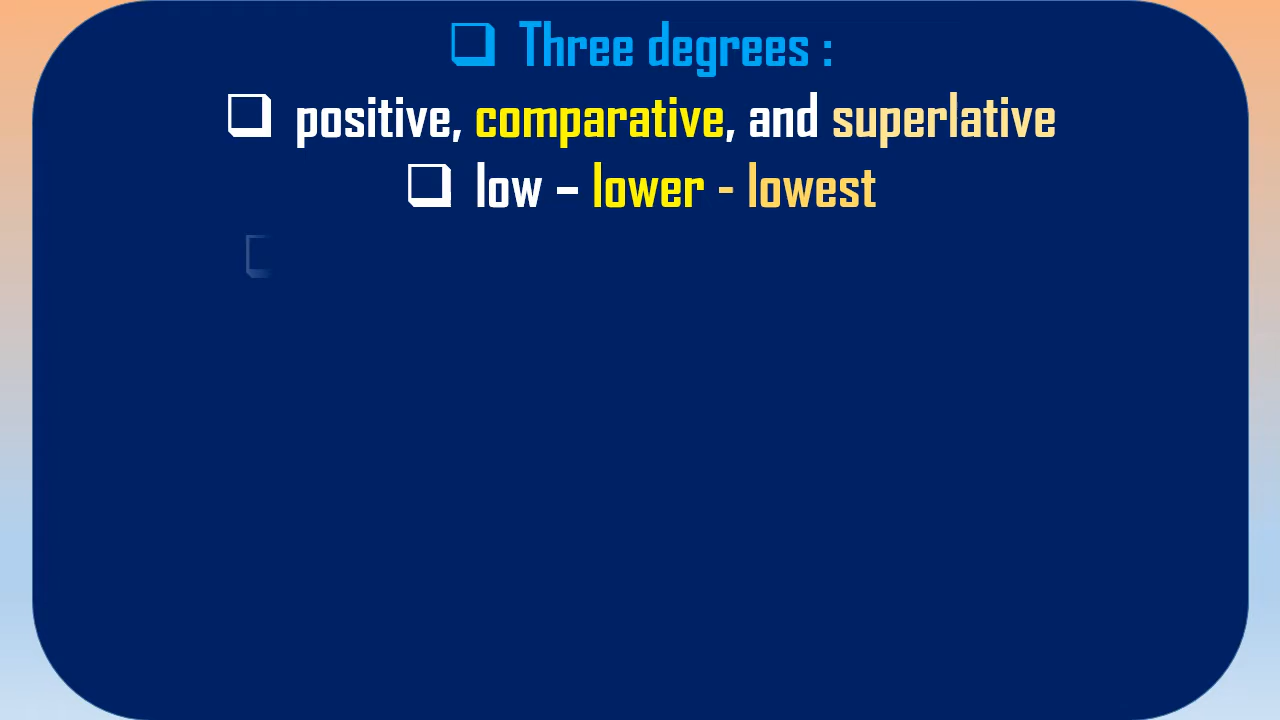 ❑ Three degrees :
❑ positive, comparative, and superlative
❑ low – lower - lowest